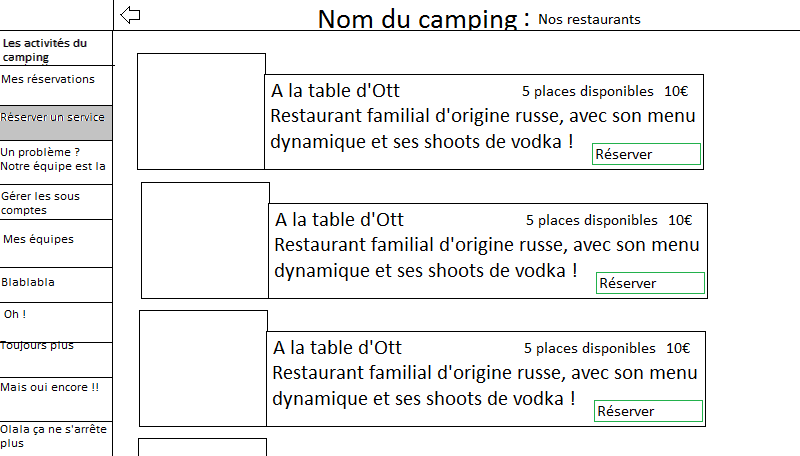 Nom du camping : Nos restaurants
Les activités du
camping
Mes réservations
Réserver un service
Un problème ?
Notre équipe est la
Gérer les sous
comptes
Mes équipes
Blablabla
Oh !
Toujours plus
Mais oui encore !!
Olala ça ne s'arrête
plus
A la table d'Ott 5 places disponibles 10€
Restaurant familial d'origine russe, avec son menu
dynamique et ses shoots de vodka !
Réserver
A la table d'Ott 5 places disponibles 10€
Restaurant familial d'origine russe, avec son menu
dynamique et ses shoots de vodka !
Réserver
A la table d'Ott 5 places disponibles 10€
Restaurant familial d'origine russe, avec son menu
dynamique et ses shoots de vodka !
Réserver